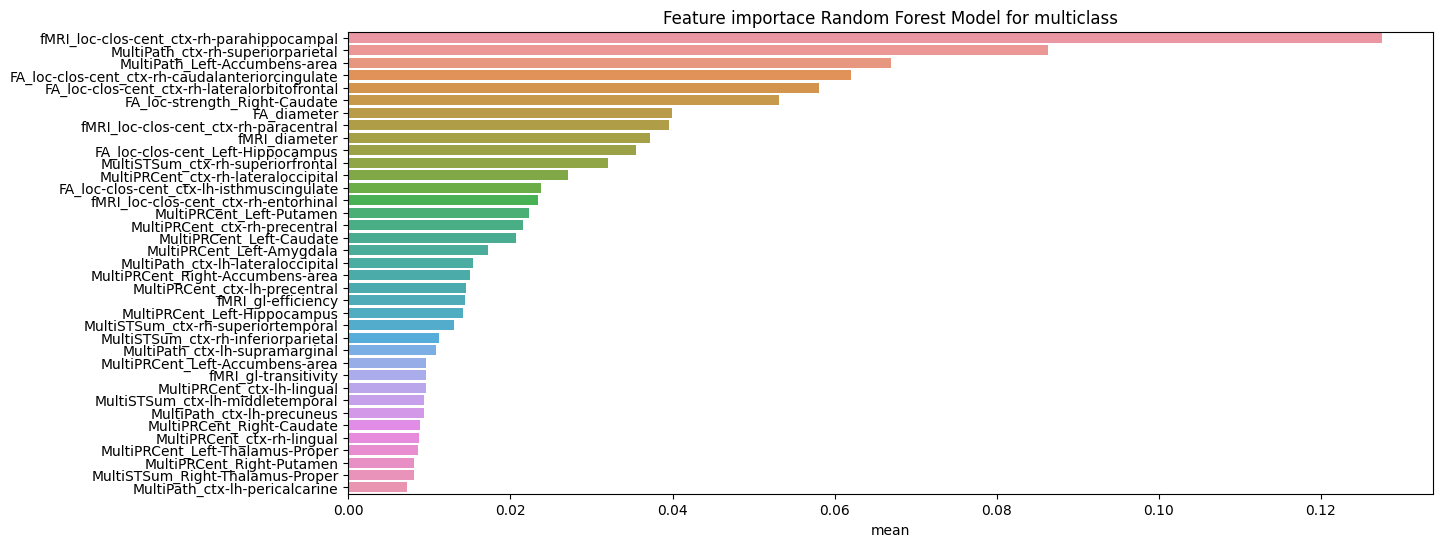 Feature importace Random Forest Model for multiclass
fMRI_loc-clos-cent_ctx-rh-parahippocampal
MultiPath_ctx-rh-superiorparietal
MultiPath_Left-Accumbens-area
FA_loc-clos-cent_ctx-rh-caudalanteriorcingulate
FA_loc-clos-cent_ctx-rh-lateralorbitofrontal
FA_loc-strength_Right-Caudate
FA_diameter
fMRI_loc-clos-cent_ctx-rh-paracentral
fMRI_diameter
FA_loc-clos-cent_Left-Hippocampus
MultiSTSum_ctx-rh-superiorfrontal
MultiPRCent_ctx-rh-lateraloccipital
FA_loc-clos-cent_ctx-lh-isthmuscingulate
fMRI_loc-clos-cent_ctx-rh-entorhinal
MultiPRCent_Left-Putamen
MultiPRCent_ctx-rh-precentral
MultiPRCent_Left-Caudate
MultiPRCent_Left-Amygdala
MultiPath_ctx-lh-lateraloccipital
MultiPRCent_Right-Accumbens-area
MultiPRCent_ctx-lh-precentral
fMRI_gl-efficiency
MultiPRCent_Left-Hippocampus
MultiSTSum_ctx-rh-superiortemporal
MultiSTSum_ctx-rh-inferiorparietal
MultiPath_ctx-lh-supramarginal
MultiPRCent_Left-Accumbens-area
fMRI_gl-transitivity
MultiPRCent_ctx-lh-lingual
MultiSTSum_ctx-lh-middletemporal
MultiPath_ctx-lh-precuneus
MultiPRCent_Right-Caudate
MultiPRCent_ctx-rh-lingual
MultiPRCent_Left-Thalamus-Proper
MultiPRCent_Right-Putamen
MultiSTSum_Right-Thalamus-Proper
MultiPath_ctx-lh-pericalcarine
0.00 0.02 0.04 0.06 0.08 0.10 0.12
mean